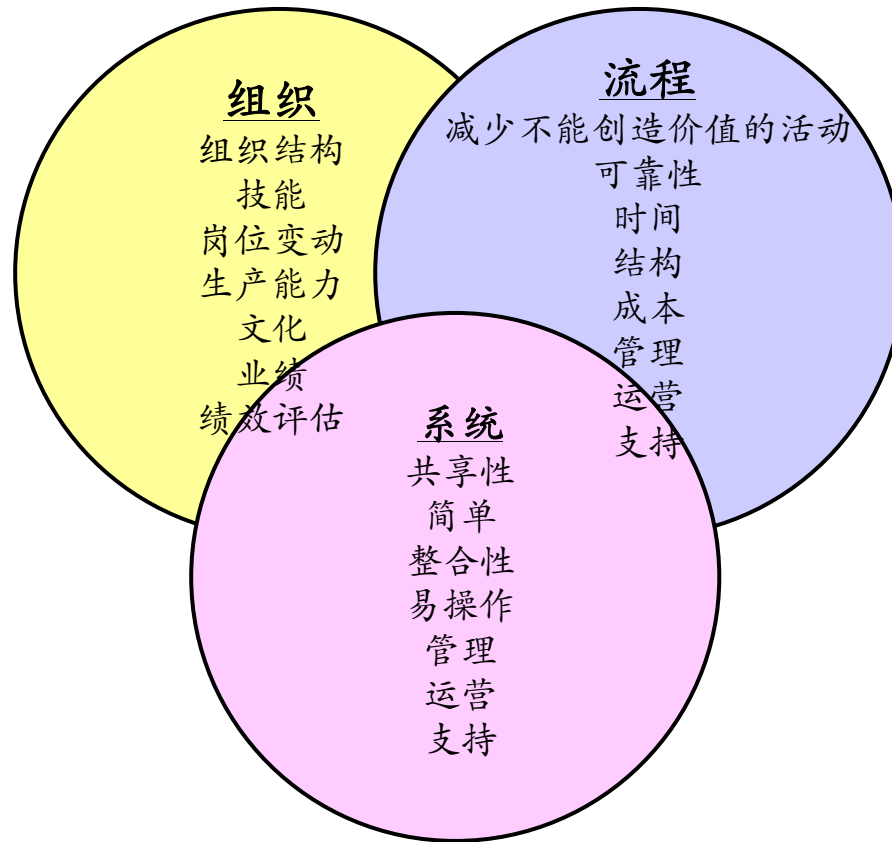 组织
组织结构
技能
岗位变动
生产能力
文化
业绩
绩效评估
流程
减少不能创造价值的活动
可靠性
时间
结构
成本
管理
运营
支持
系统
共享性
简单
整合性
易操作
管理
运营
支持